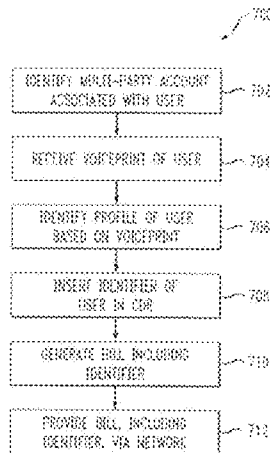 700
IDENTIFY MULTI-PARTY ACCOUNT
ASSOCIATED WITH USER
702
RECEIVE VOICEPRINT OF USER
704
IDENTIFY PROFILE OF USER
BASED ON VOICEPRINT
706
INSERT IDENTIFIER OF
USER IN CDR
708
GENERATE BILL INCLUDING
IDENTIFIER
710
PROVIDE BILL, INCLUDING
IDENTIFIER, VIA NETWORK
712